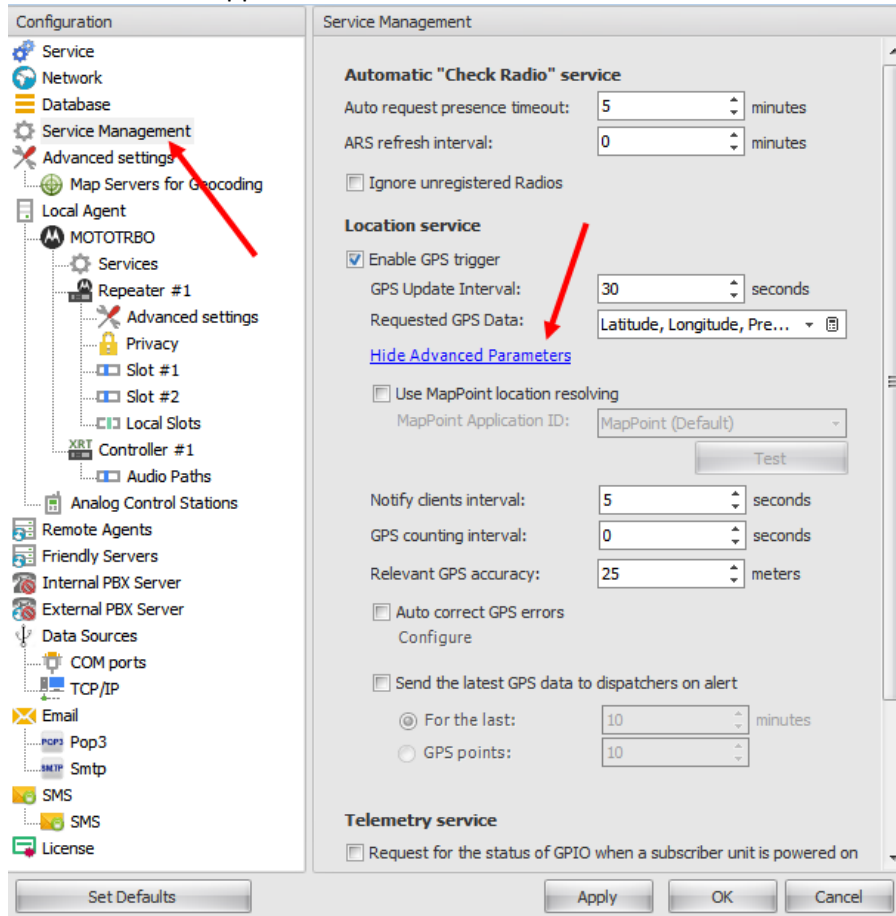 Configuration
Service
Network
Database
Service Management
Advanced settings
Map Servers for Geocoding
Local Agent
MOTOTRBO
Services
Repeater #1
Advanced settings
Privacy
Slot #1
Slot #2
Local Slots
XRT Controller #1
Audio Paths
Analog Control Stations
Remote Agents
Friendly Servers
Internal PBX Server
External PBX Server
Data Sources
COM ports
TCP/IP
Email
POP3 Pop3
SMTP Smtp
SMS
SMS
License
Set Defaults
Service Management
Automatic "Check Radio" service
Auto request presence timeout: 5 minutes
ARS refresh interval: 0 minutes
Ignore unregistered Radios
Location service
Enable GPS trigger
GPS Update Interval: 30 seconds
Requested GPS Data: Latitude, Longitude, Pre...
Hide Advanced Parameters
Use MapPoint location resolving
MapPoint Application ID: MapPoint (Default)
Test
Notify clients interval: 5 seconds
GPS counting interval: 0 seconds
Relevant GPS accuracy: 25 meters
Auto correct GPS errors
Configure
Send the latest GPS data to dispatchers on alert
For the last: 10 minutes
GPS points: 10
Telemetry service
Request for the status of GPIO when a subscriber unit is powered on
Apply OK Cancel